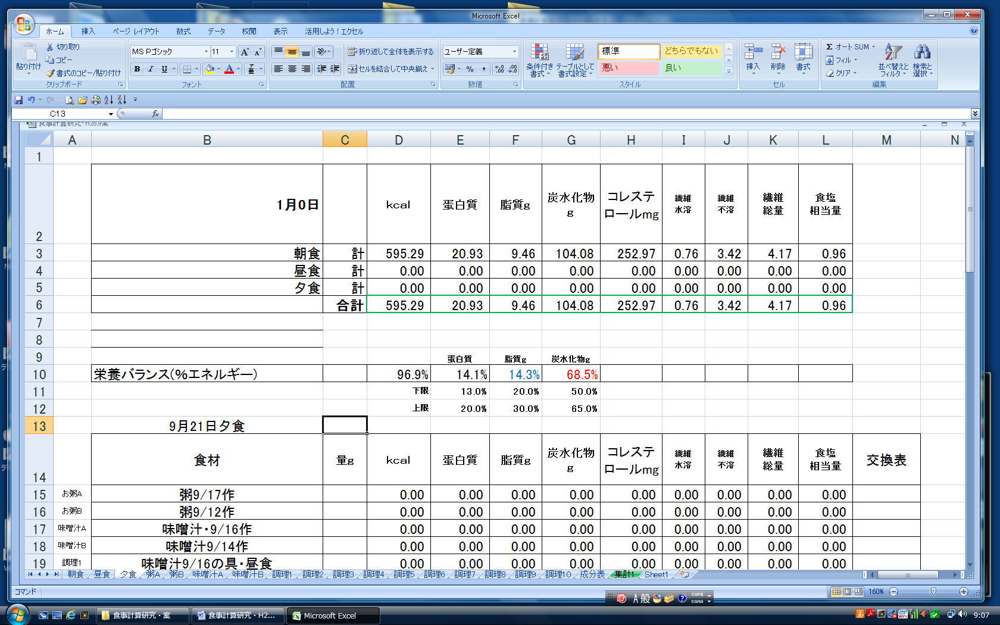 Microsoft Excel
ホーム 挿入 ページ レイアウト 数式 データ 校閲 表示 活用しよう！エクセル
貼り付け 切り取り コピー 書式のコピー/貼り付け クリップボード
MS Pゴシック 11 B I U フォント
折り返して全体を表示する セルを結合して中央揃え 配置
ユーザー定義 % 数値
条件付き書式 テーブルとして書式設定 標準 どちらでもない 悪い 良い スタイル
挿入 削除 書式 セル
Σ オート SUM フィル クリア 並べ替えとフィルタ 検索と選択 編集
C13 fx
食事計算研究・H28.9案
A B C D E F G H I J K L M N
1
2 1月0日 kcal 蛋白質 脂質g 炭水化物g コレステロールmg 繊維水溶 繊維不溶 繊維総量 食塩相当量
3 朝食 計 595.29 20.93 9.46 104.08 252.97 0.76 3.42 4.17 0.96
4 昼食 計 0.00 0.00 0.00 0.00 0.00 0.00 0.00 0.00 0.00
5 夕食 計 0.00 0.00 0.00 0.00 0.00 0.00 0.00 0.00 0.00
6 合計 595.29 20.93 9.46 104.08 252.97 0.76 3.42 4.17 0.96
7
8
9 蛋白質 脂質g 炭水化物g
10 栄養バランス(%エネルギー) 96.9% 14.1% 14.3% 68.5%
11 下限 13.0% 20.0% 50.0%
12 上限 20.0% 30.0% 65.0%
13 9月21日夕食
14 食材 量g kcal 蛋白質 脂質g 炭水化物g コレステロールmg 繊維水溶 繊維不溶 繊維総量 食塩相当量 交換表
15 お粥A 粥9/17作 0.00 0.00 0.00 0.00 0.00 0.00 0.00 0.00 0.00
16 お粥B 粥9/12作 0.00 0.00 0.00 0.00 0.00 0.00 0.00 0.00 0.00
17 味噌汁A 味噌汁・9/16作 0.00 0.00 0.00 0.00 0.00 0.00 0.00 0.00 0.00
18 味噌汁B 味噌汁9/14作 0.00 0.00 0.00 0.00 0.00 0.00 0.00 0.00 0.00
19 調理1 味噌汁9/16の具・昼食 0.00 0.00 0.00 0.00 0.00 0.00 0.00 0.00 0.00
朝食 昼食 夕食 粥A 粥B 味噌汁A 味噌汁B 調理1 調理2 調理3 調理4 調理5 調理6 調理7 調理8 調理9 調理10 成分表 集計1 Sheet1
コマンド 160%
A 般 CAPS KANA
食事計算研究・案 食事計算研究・H2... Microsoft Excel 9:07